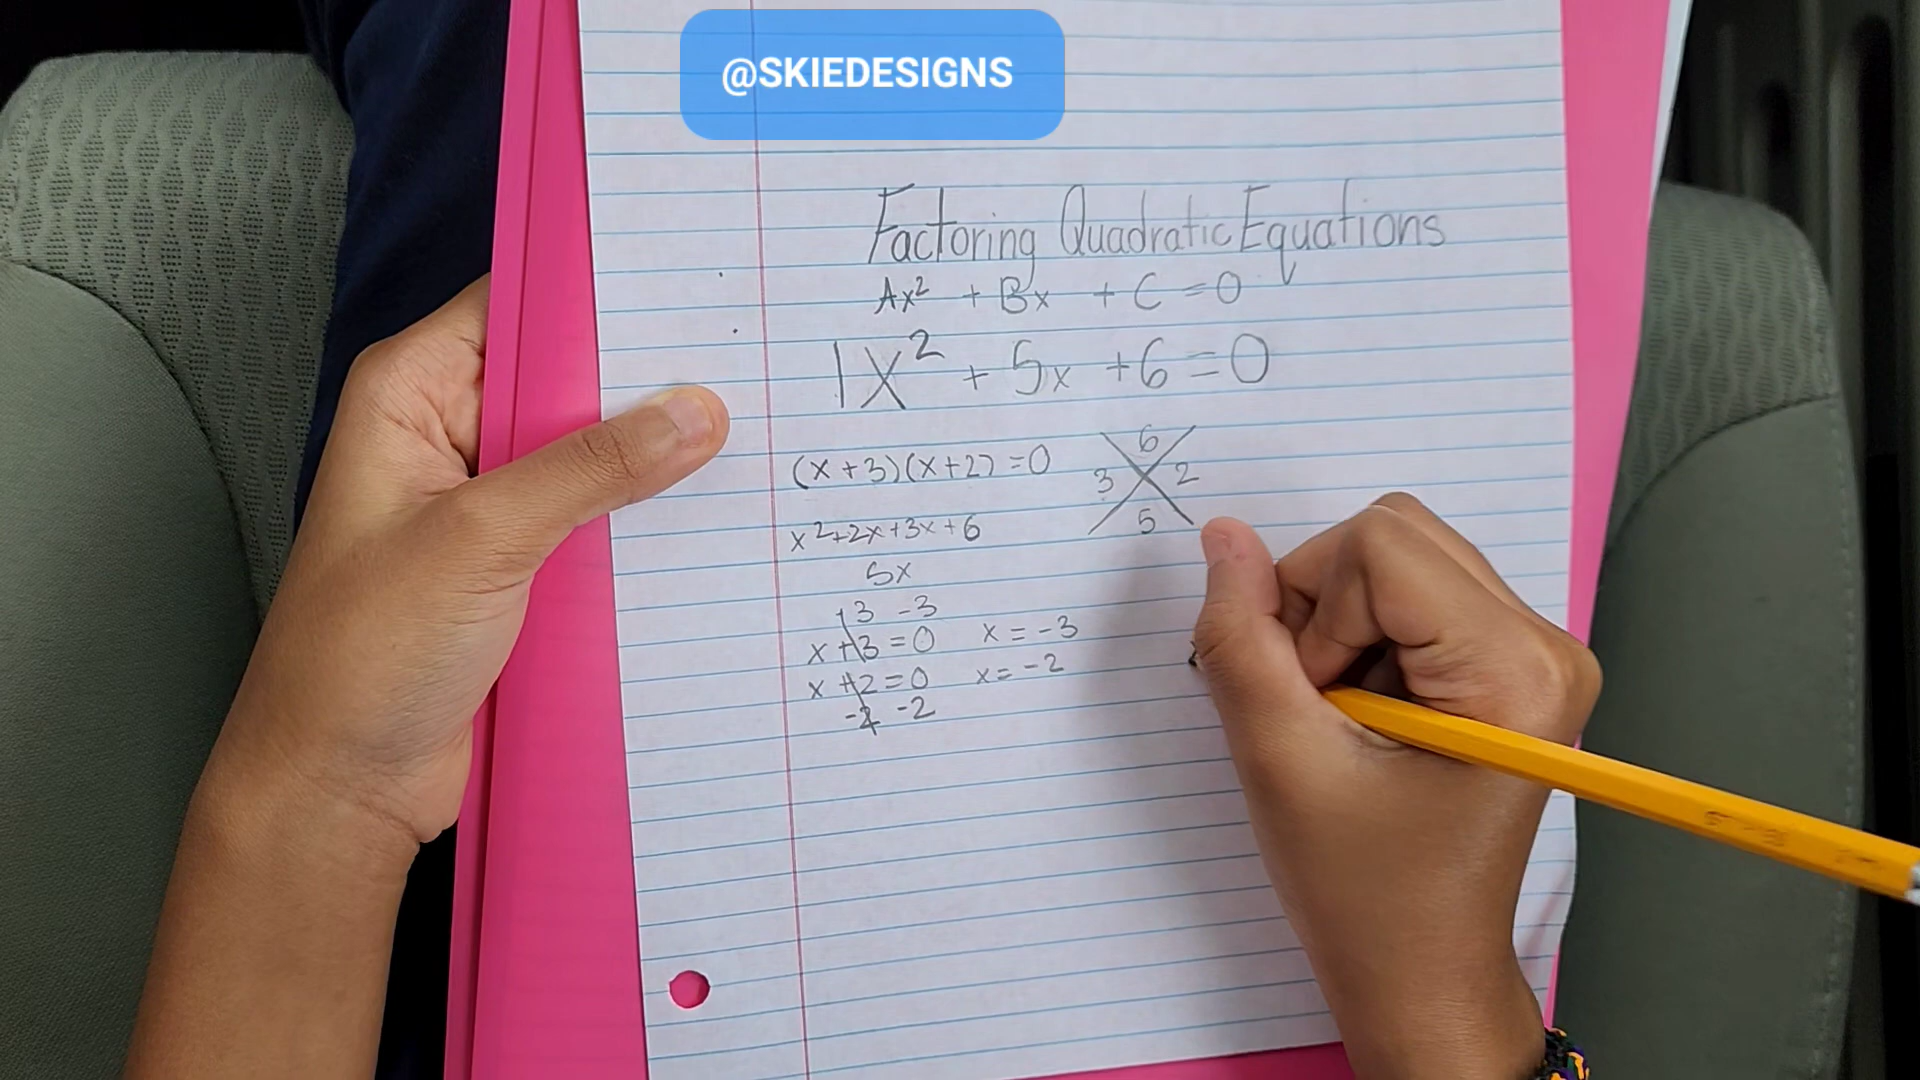 @SKIEDESIGNS
Factoring Quadratic Equations
Ax² + Bx + C = 0
1x² + 5x + 6 = 0
(x + 3)(x + 2) = 0
6
3 2
5
x² + 2x + 3x + 6
5x
-3 -3
x + 3 = 0 x = -3
x + 2 = 0 x = -2
-2 -2